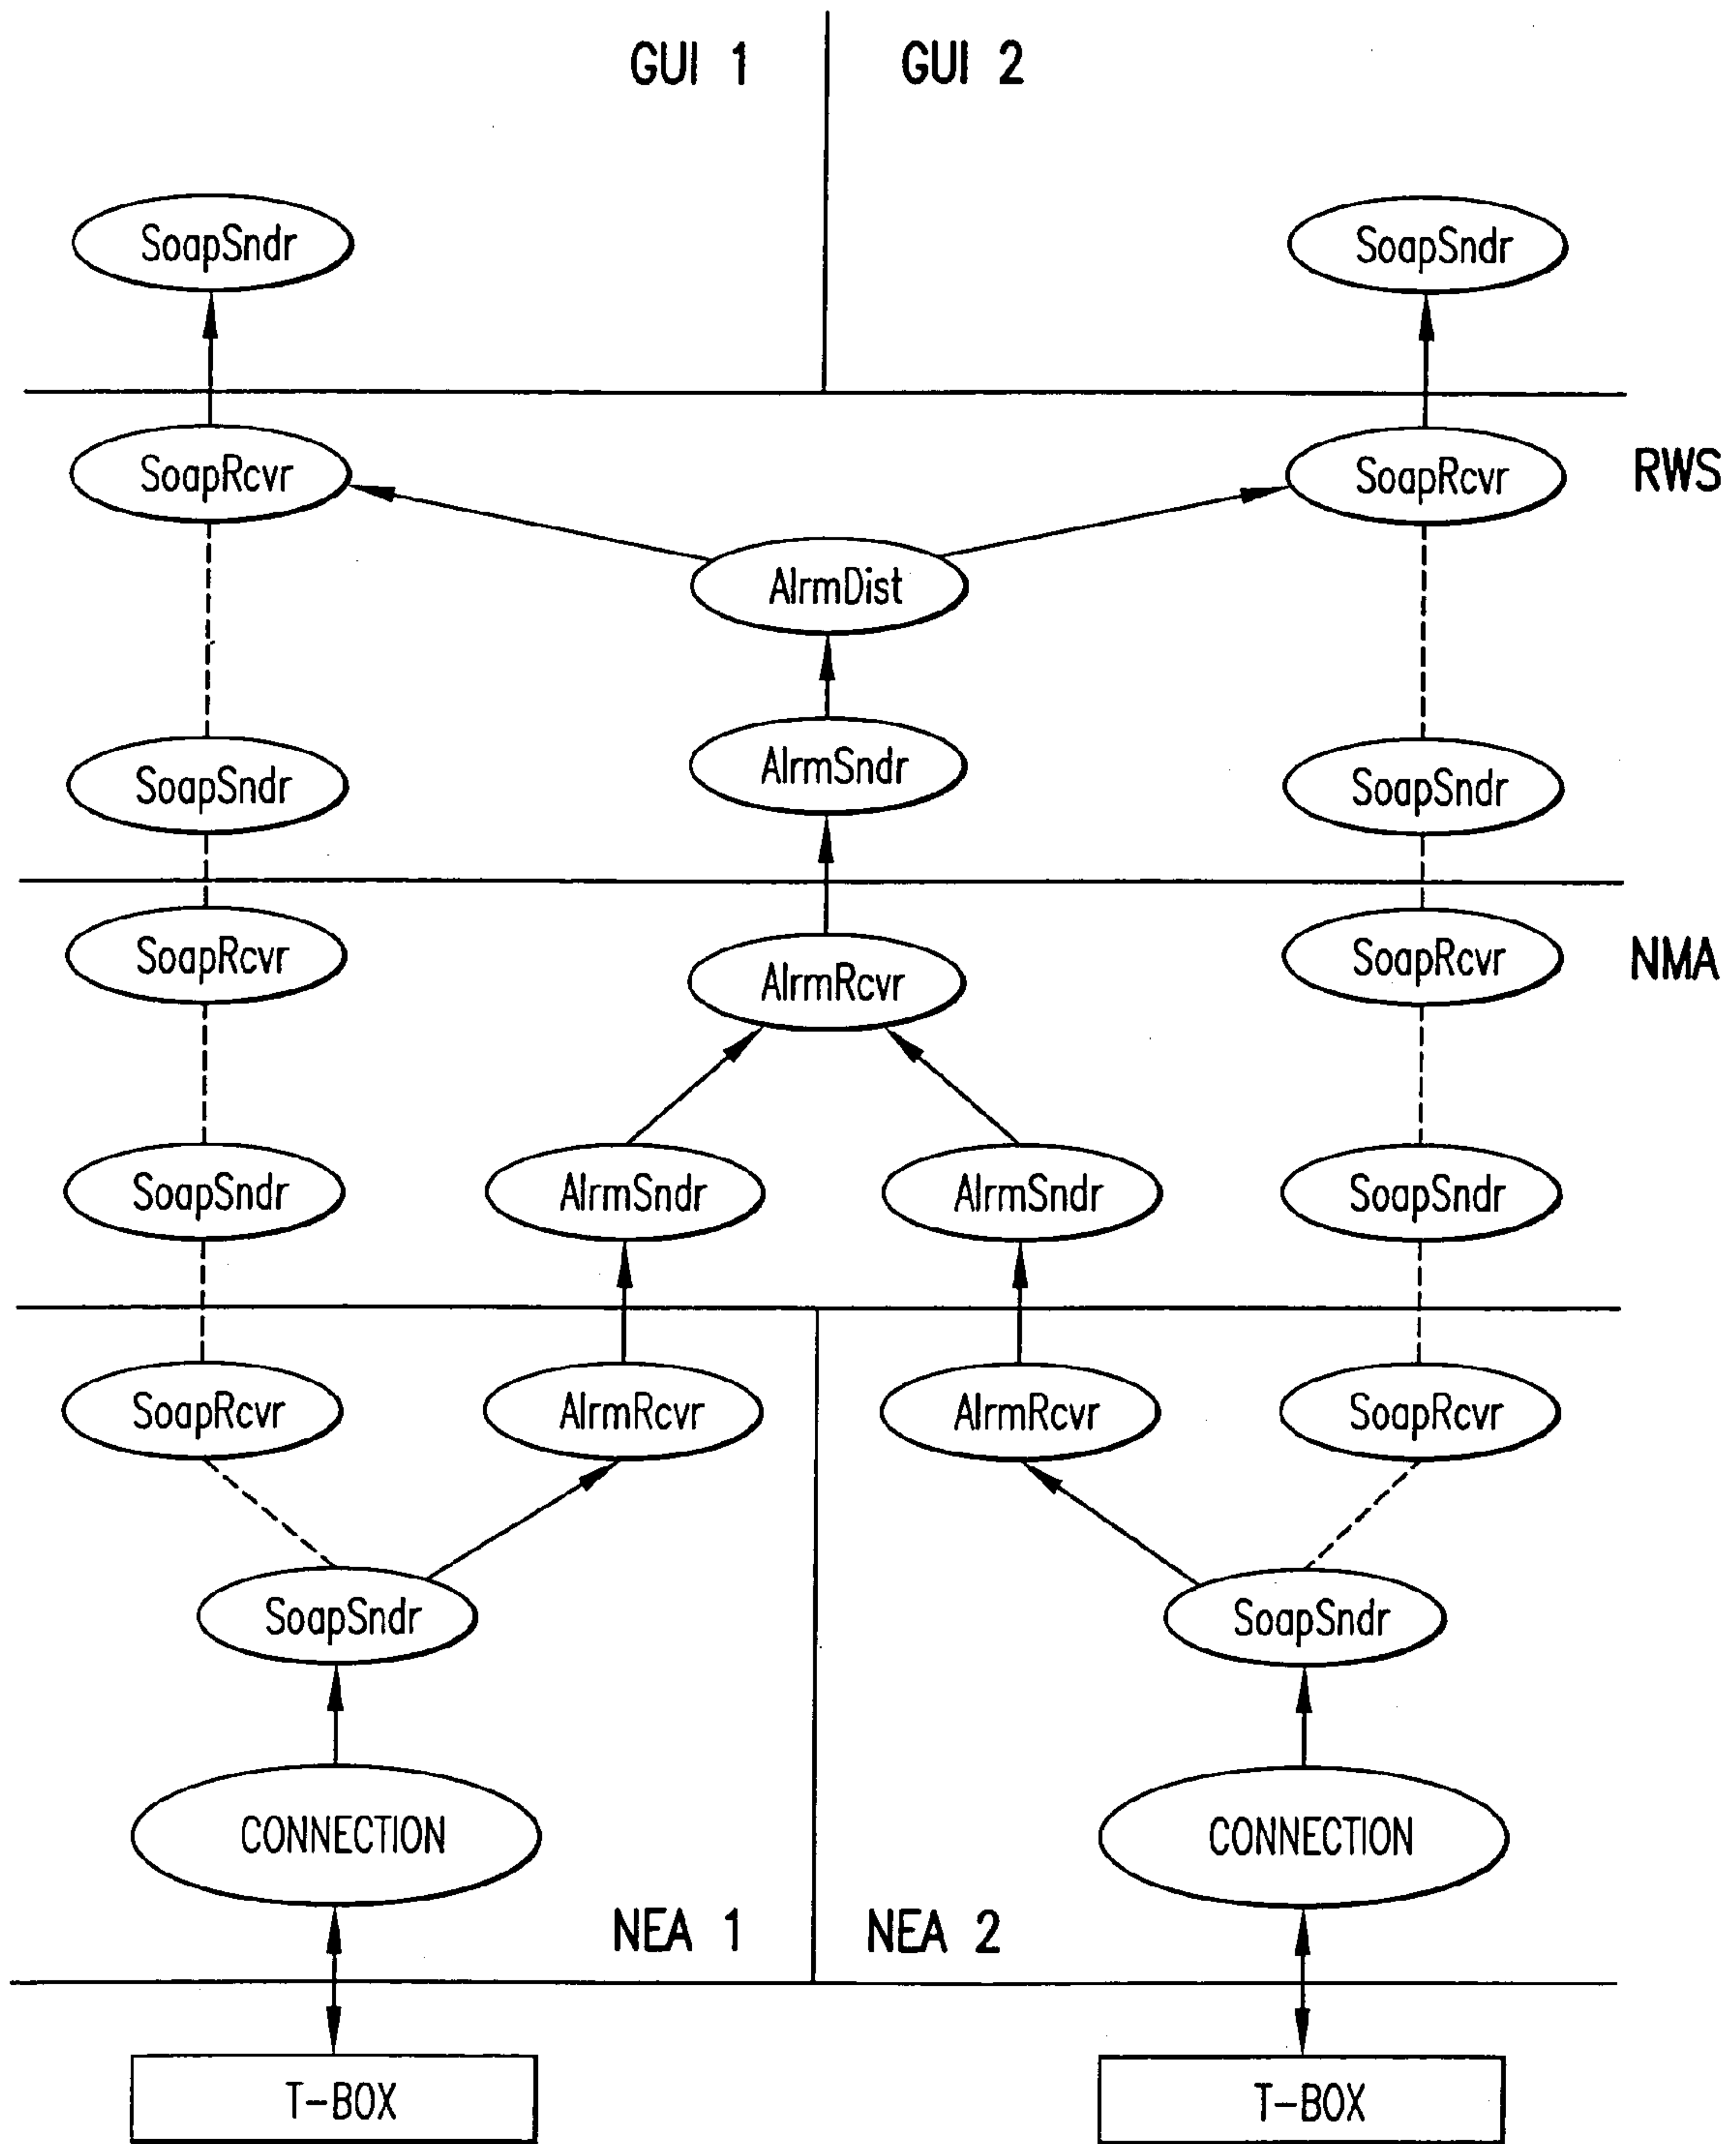 GUI 1 GUI 2
SoapSndr SoapSndr
SoapRcvr SoapRcvr RWS
AlrmDist
AlrmSndr
SoapSndr SoapSndr
SoapRcvr SoapRcvr NMA
AlrmRcvr
SoapSndr AlrmSndr AlrmSndr SoapSndr
SoapRcvr AlrmRcvr AlrmRcvr SoapRcvr
SoapSndr SoapSndr
CONNECTION CONNECTION
NEA 1 NEA 2
T-BOX T-BOX